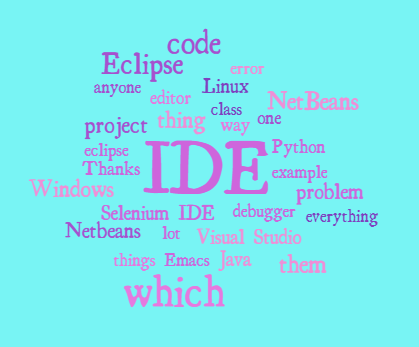 code
Eclipse error
anyone editor Linux
class NetBeans
project thing way one
eclipse IDE Python
Thanks example
Windows problem
Selenium IDE debugger everything
Netbeans lot Visual Studio
things Emacs Java them
which